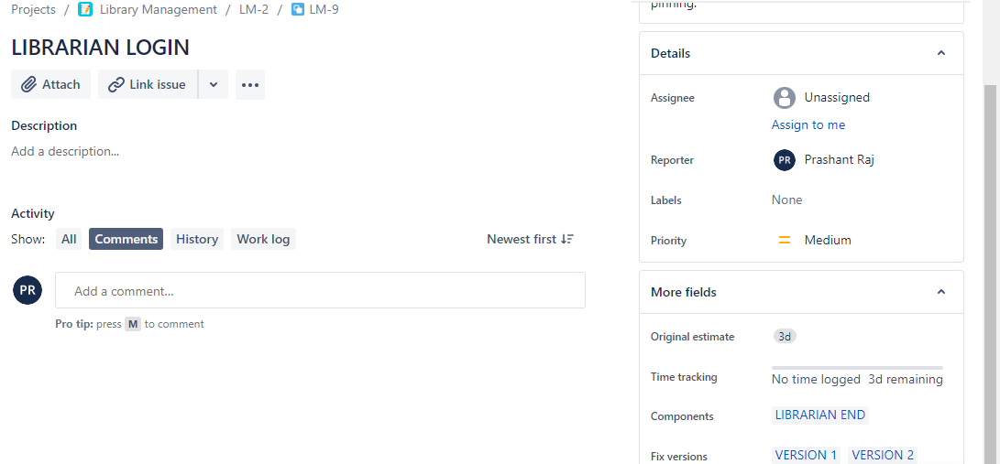 Projects / Library Management / LM-2 / LM-9
LIBRARIAN LOGIN
Attach Link issue
Description
Add a description...
Activity
Show: All Comments History Work log Newest first
PR Add a comment...
Pro tip: press M to comment
pinning.
Details
Assignee Unassigned
Assign to me
Reporter PR Prashant Raj
Labels None
Priority Medium
More fields
Original estimate 3d
Time tracking No time logged 3d remaining
Components LIBRARIAN END
Fix versions VERSION 1 VERSION 2